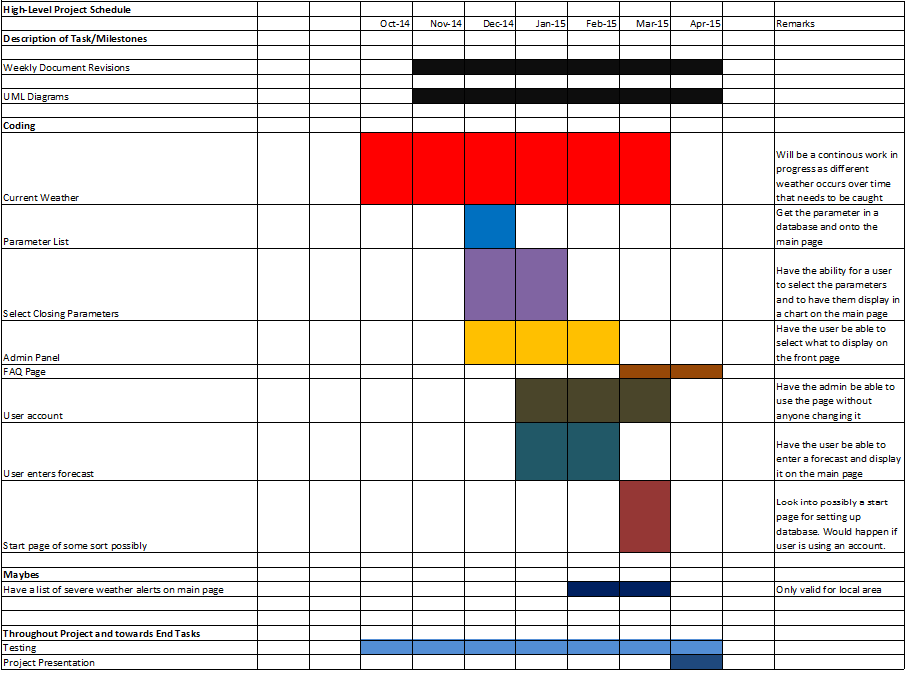 High-Level Project Schedule
Oct-14 Nov-14 Dec-14 Jan-15 Feb-15 Mar-15 Apr-15 Remarks
Description of Task/Milestones
Weekly Document Revisions
UML Diagrams
Coding
Current Weather
Will be a continous work in
progress as different
weather occurs over time
that needs to be caught
Parameter List
Get the parameter in a
database and onto the
main page
Select Closing Parameters
Have the ability for a user
to select the parameters
and to have them display in
a chart on the main page
Admin Panel
Have the user be able to
select what to display on
the front page
FAQ Page
User account
Have the admin be able to
use the page without
anyone changing it
User enters forecast
Have the user be able to
enter a forecast and display
it on the main page
Start page of some sort possibly
Look into possibly a start
page for setting up
database. Would happen if
user is using an account.
Maybes
Have a list of severe weather alerts on main page
Only valid for local area
Throughout Project and towards End Tasks
Testing
Project Presentation